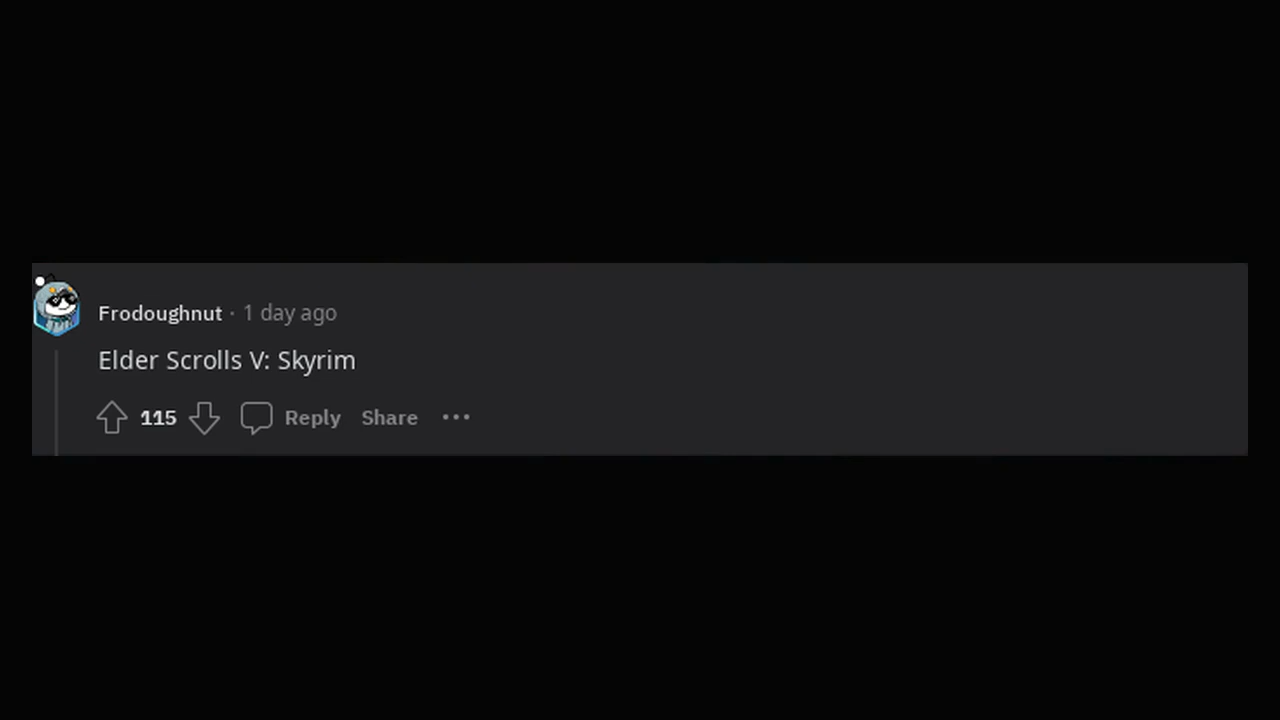 Frodoughnut · 1 day ago
Elder Scrolls V: Skyrim
115 Reply Share ···